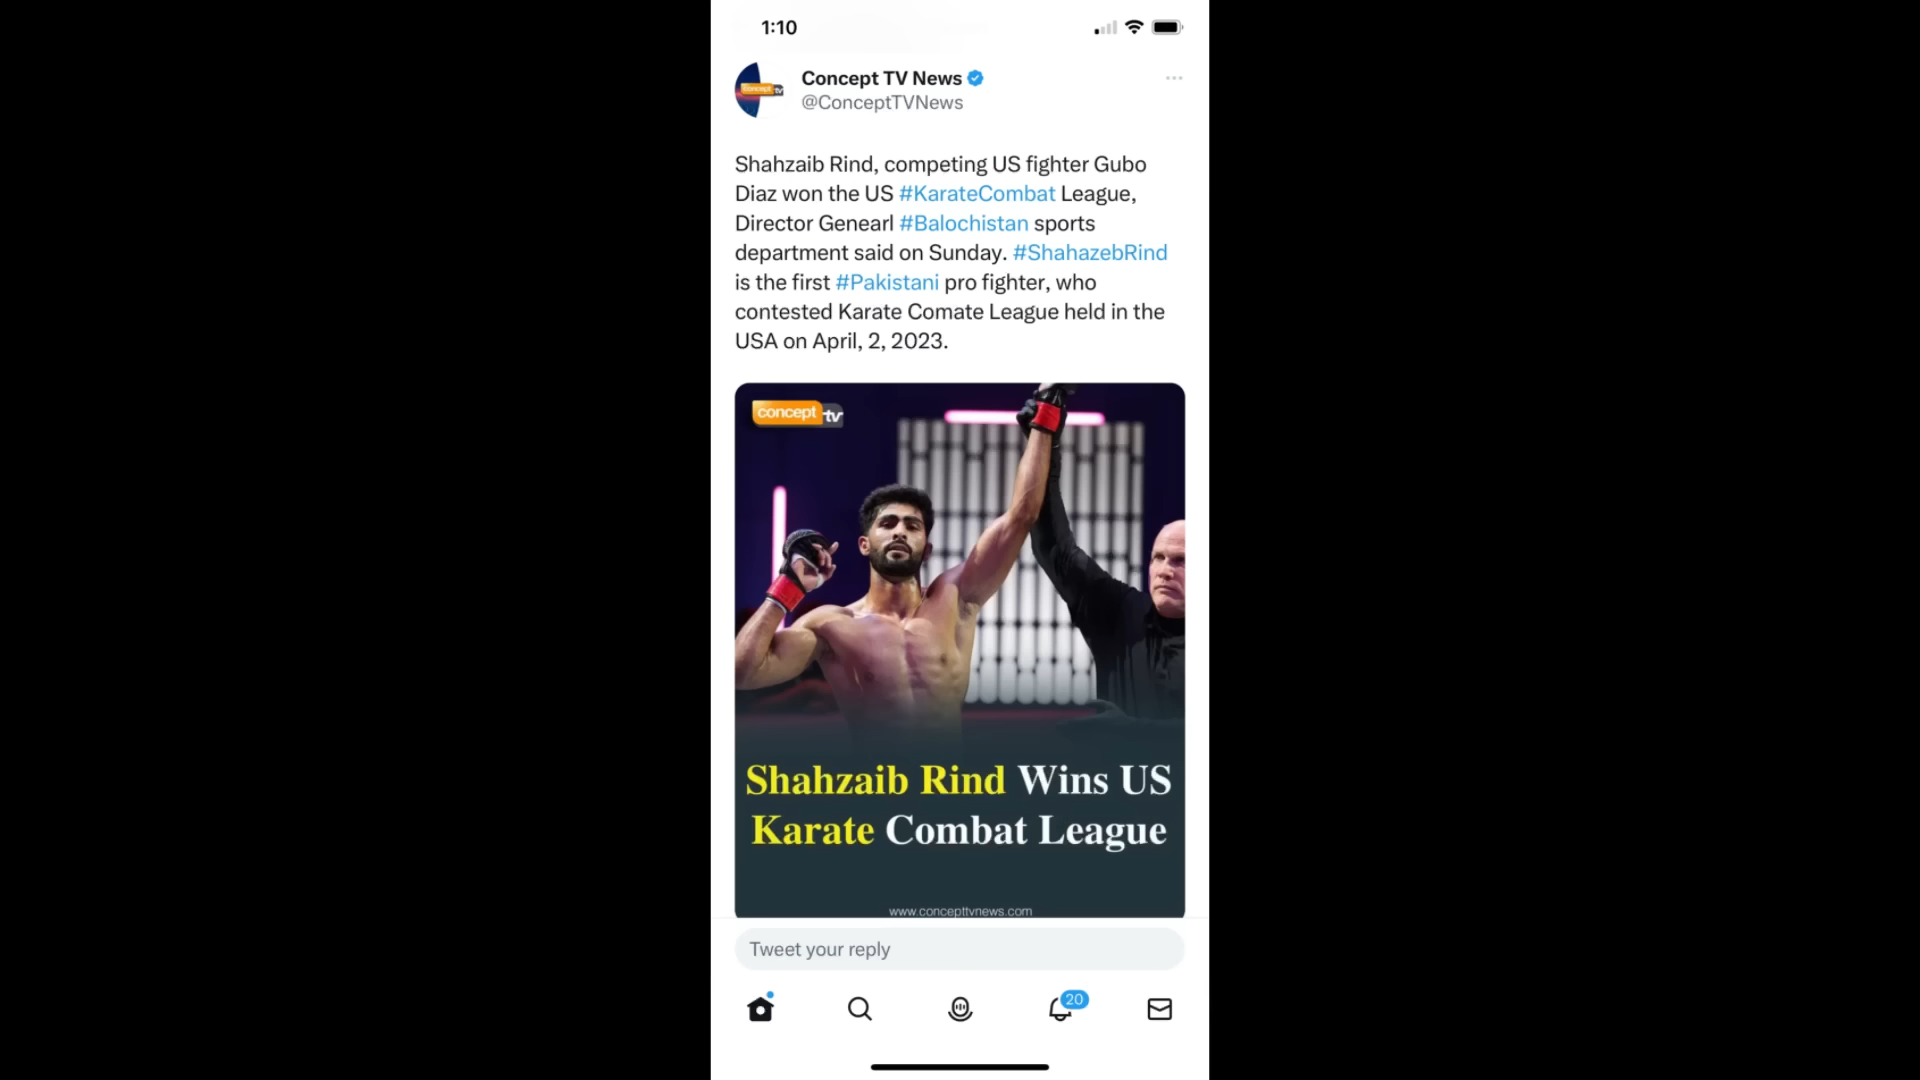 1:10
Concept TV News
@ConceptTVNews
Shahzaib Rind, competing US fighter Gubo
Diaz won the US #KarateCombat League,
Director Genearl #Balochistan sports
department said on Sunday. #ShahazebRind
is the first #Pakistani pro fighter, who
contested Karate Comate League held in the
USA on April, 2, 2023.
concept tv
Shahzaib Rind Wins US
Karate Combat League
www.concepttvnews.com
Tweet your reply
20